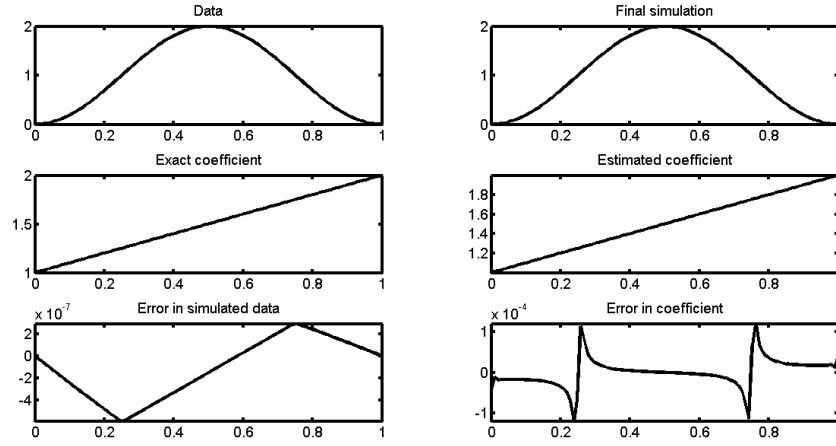 Data
2
1
0
0 0.2 0.4 0.6 0.8 1
Final simulation
2
1
0
0 0.2 0.4 0.6 0.8
Exact coefficient
2
1.5
1
0 0.2 0.4 0.6 0.8 1
Estimated coefficient
1.8
1.6
1.4
1.2
0 0.2 0.4 0.6 0.8
Error in simulated data
x 10^-7
2
0
-2
-4
0 0.2 0.4 0.6 0.8 1
Error in coefficient
x 10^-4
1
0
-1
0 0.2 0.4 0.6 0.8